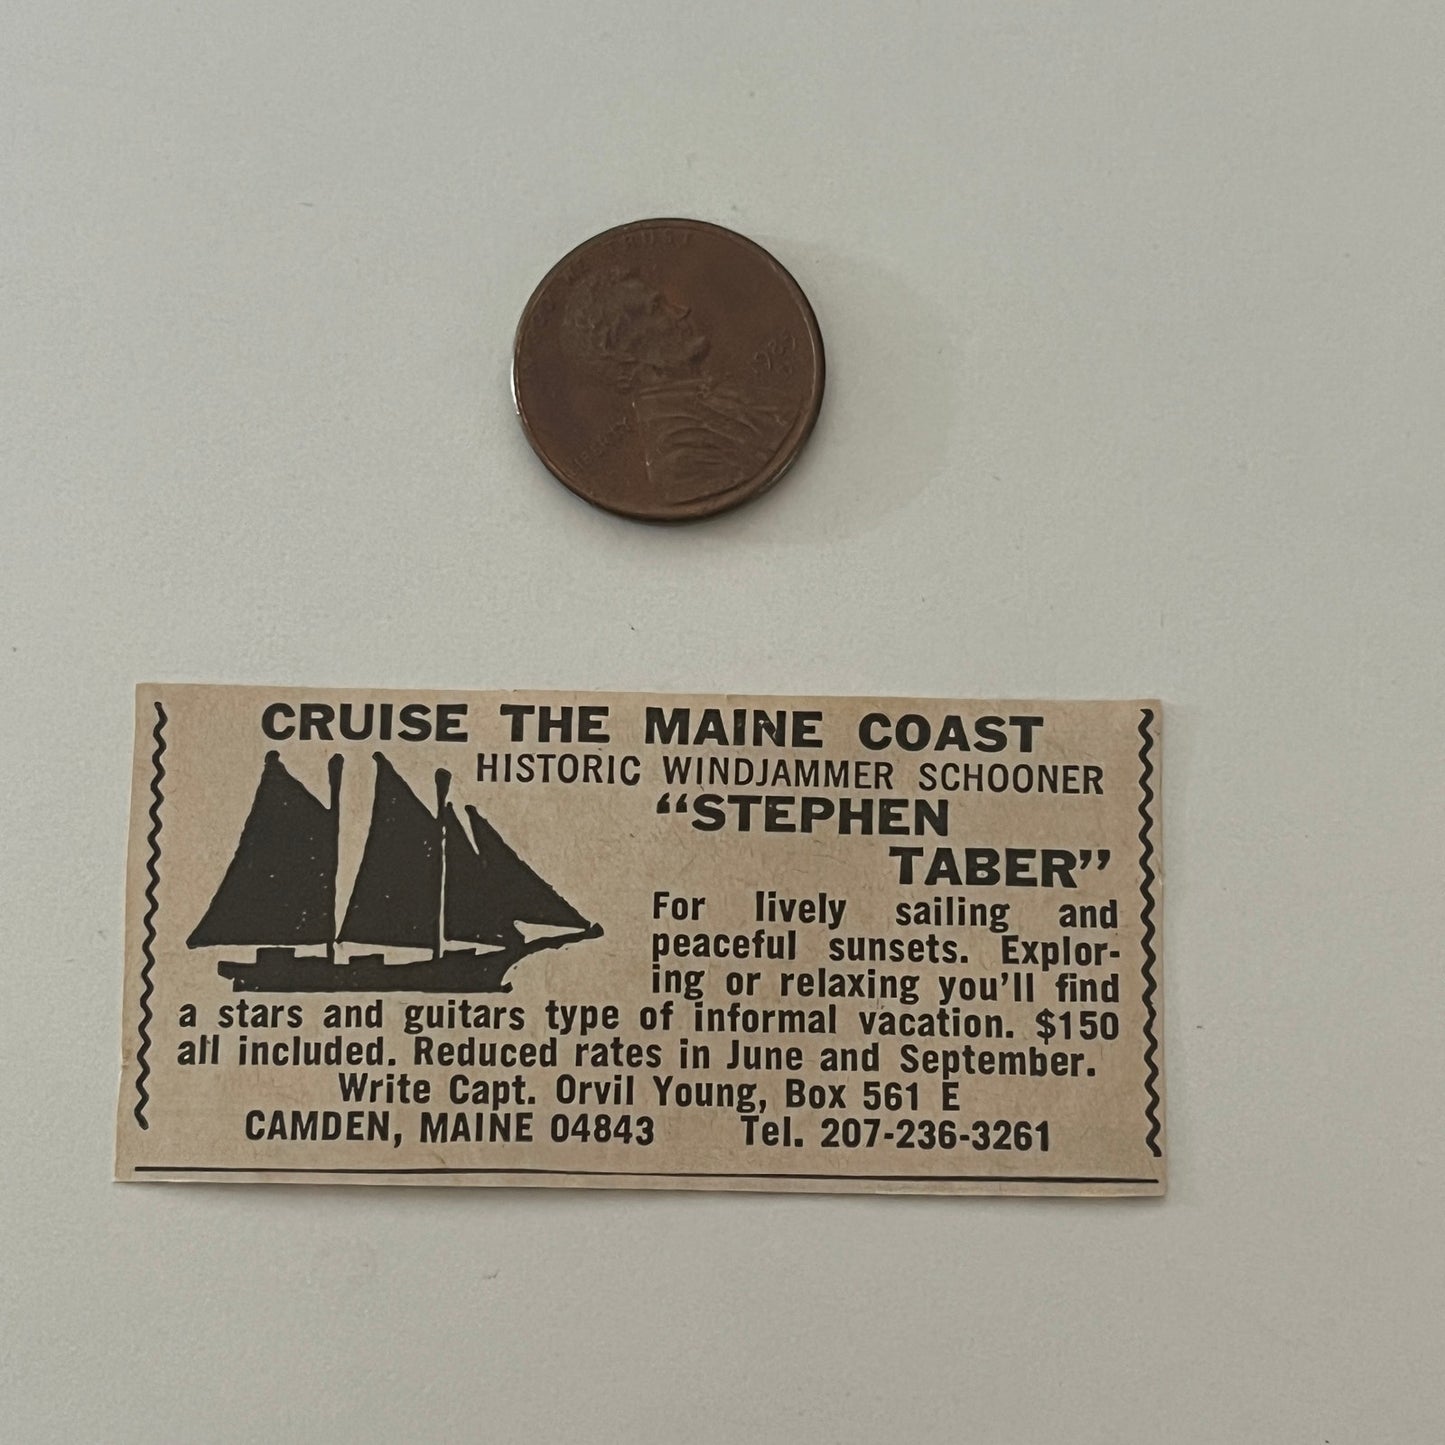 TRUST
LIBERTY
CRUISE THE MAINE COAST
HISTORIC WINDJAMMER SCHOONER
“STEPHEN
TABER”
For lively sailing and
peaceful sunsets. Explor-
ing or relaxing you’ll find
a stars and guitars type of informal vacation. $150
all included. Reduced rates in June and September.
Write Capt. Orvil Young, Box 561 E
CAMDEN, MAINE 04843 Tel. 207-236-3261